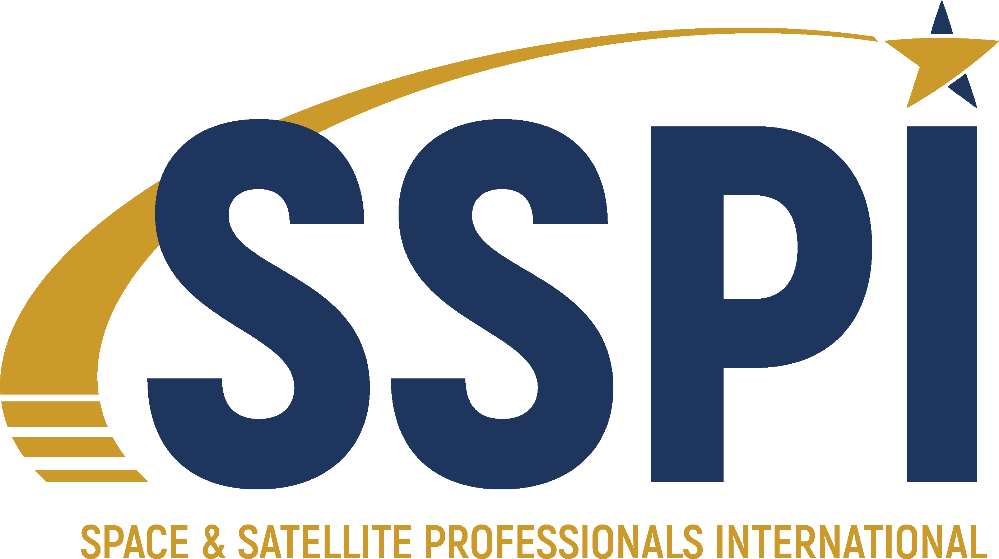 SSPI
SPACE & SATELLITE PROFESSIONALS INTERNATIONAL